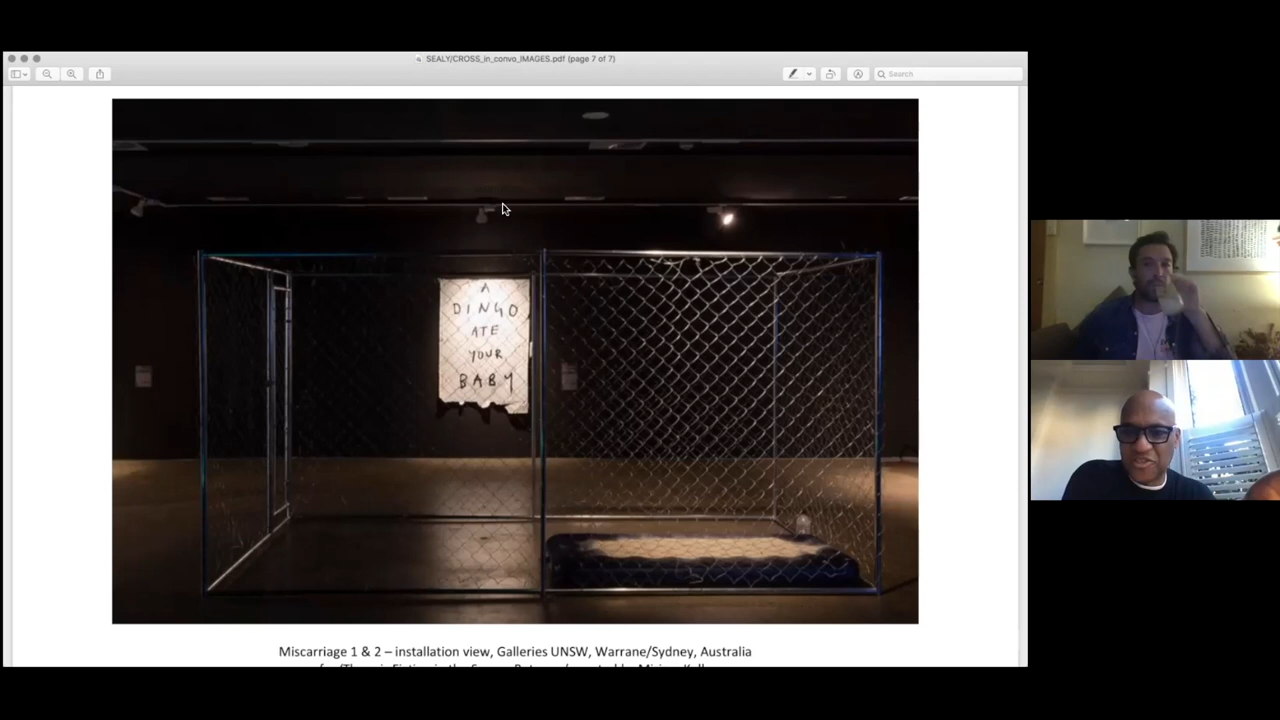 SEALY/CROSS_in_convo_IMAGES.pdf (page 7 of 7)
Search
A
DINGO
ATE
YOUR
BABY
Miscarriage 1 & 2 – installation view, Galleries UNSW, Warrane/Sydney, Australia